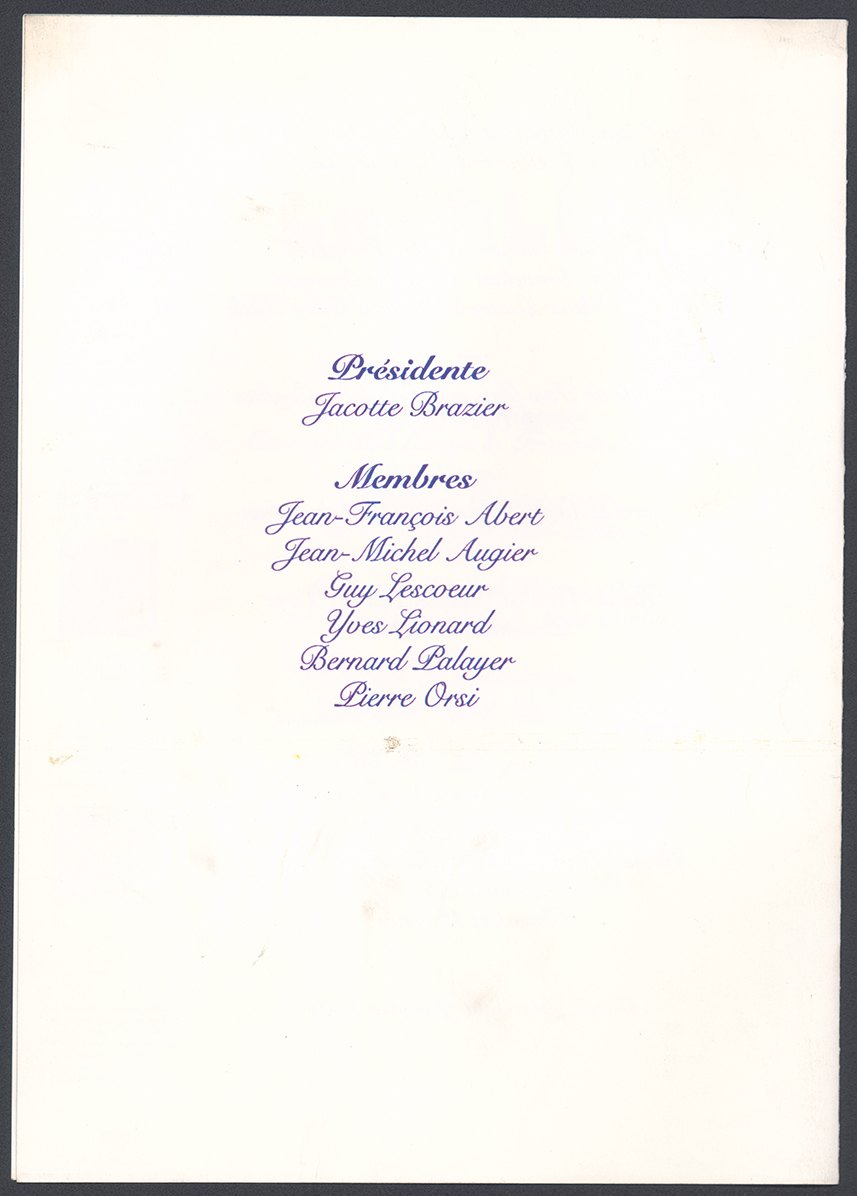 Présidente
Jacotte Brazier
Membres
Jean-François Abert
Jean-Michel Augier
Guy Lescoeur
Yves Lionard
Bernard Palayer
Pierre Orsi